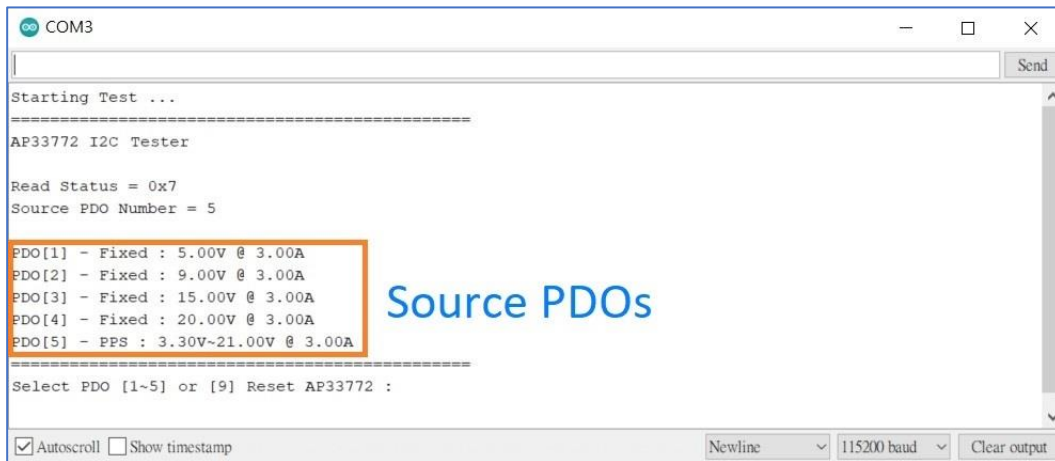 COM3
Send
Starting Test ...
===============================================
AP33772 I2C Tester
Read Status = 0x7
Source PDO Number = 5
PDO[1] - Fixed : 5.00V @ 3.00A
PDO[2] - Fixed : 9.00V @ 3.00A
PDO[3] - Fixed : 15.00V @ 3.00A
PDO[4] - Fixed : 20.00V @ 3.00A
PDO[5] - PPS : 3.30V~21.00V @ 3.00A
Source PDOs
===============================================
Select PDO [1~5] or [9] Reset AP33772 :
Autoscroll Show timestamp Newline 115200 baud Clear output